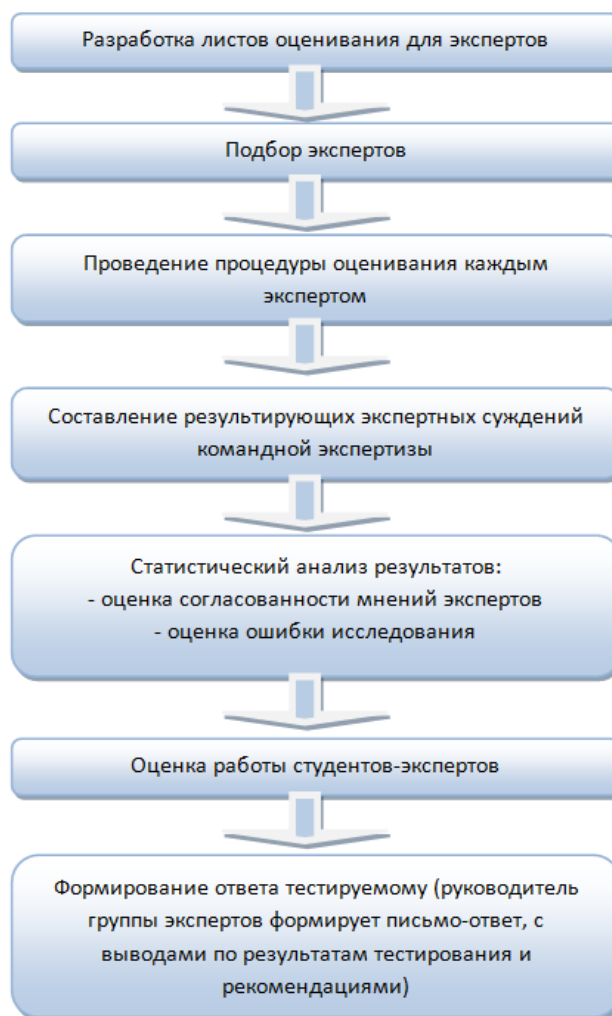 Разработка листов оценивания для экспертов
Подбор экспертов
Проведение процедуры оценивания каждым
экспертом
Составление результирующих экспертных суждений
командной экспертизы
Статистический анализ результатов:
- оценка согласованности мнений экспертов
- оценка ошибки исследования
Оценка работы студентов-экспертов
Формирование ответа тестируемому (руководитель
группы экспертов формирует письмо-ответ, с
выводами по результатам тестирования и
рекомендациями)